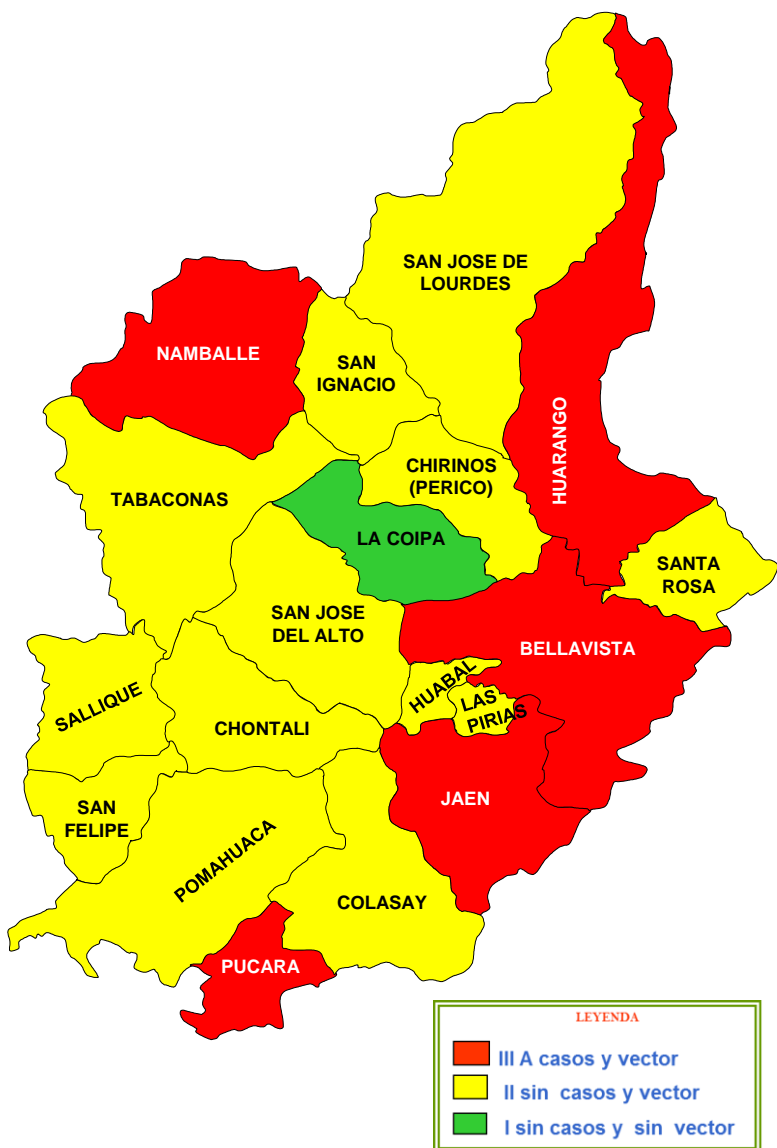 SAN JOSE DE
LOURDES
NAMBALLE
SAN
IGNACIO
HUARANGO
CHIRINOS
(PERICO)
TABACONAS
LA COIPA
SANTA
ROSA
SAN JOSE
DEL ALTO
BELLAVISTA
HUABAL
SALLIQUE
LAS
PIRIAS
CHONTALI
JAEN
SAN
FELIPE
POMAHUACA
COLASAY
PUCARA
LEYENDA
III A casos y vector
II sin casos y vector
I sin casos y sin vector